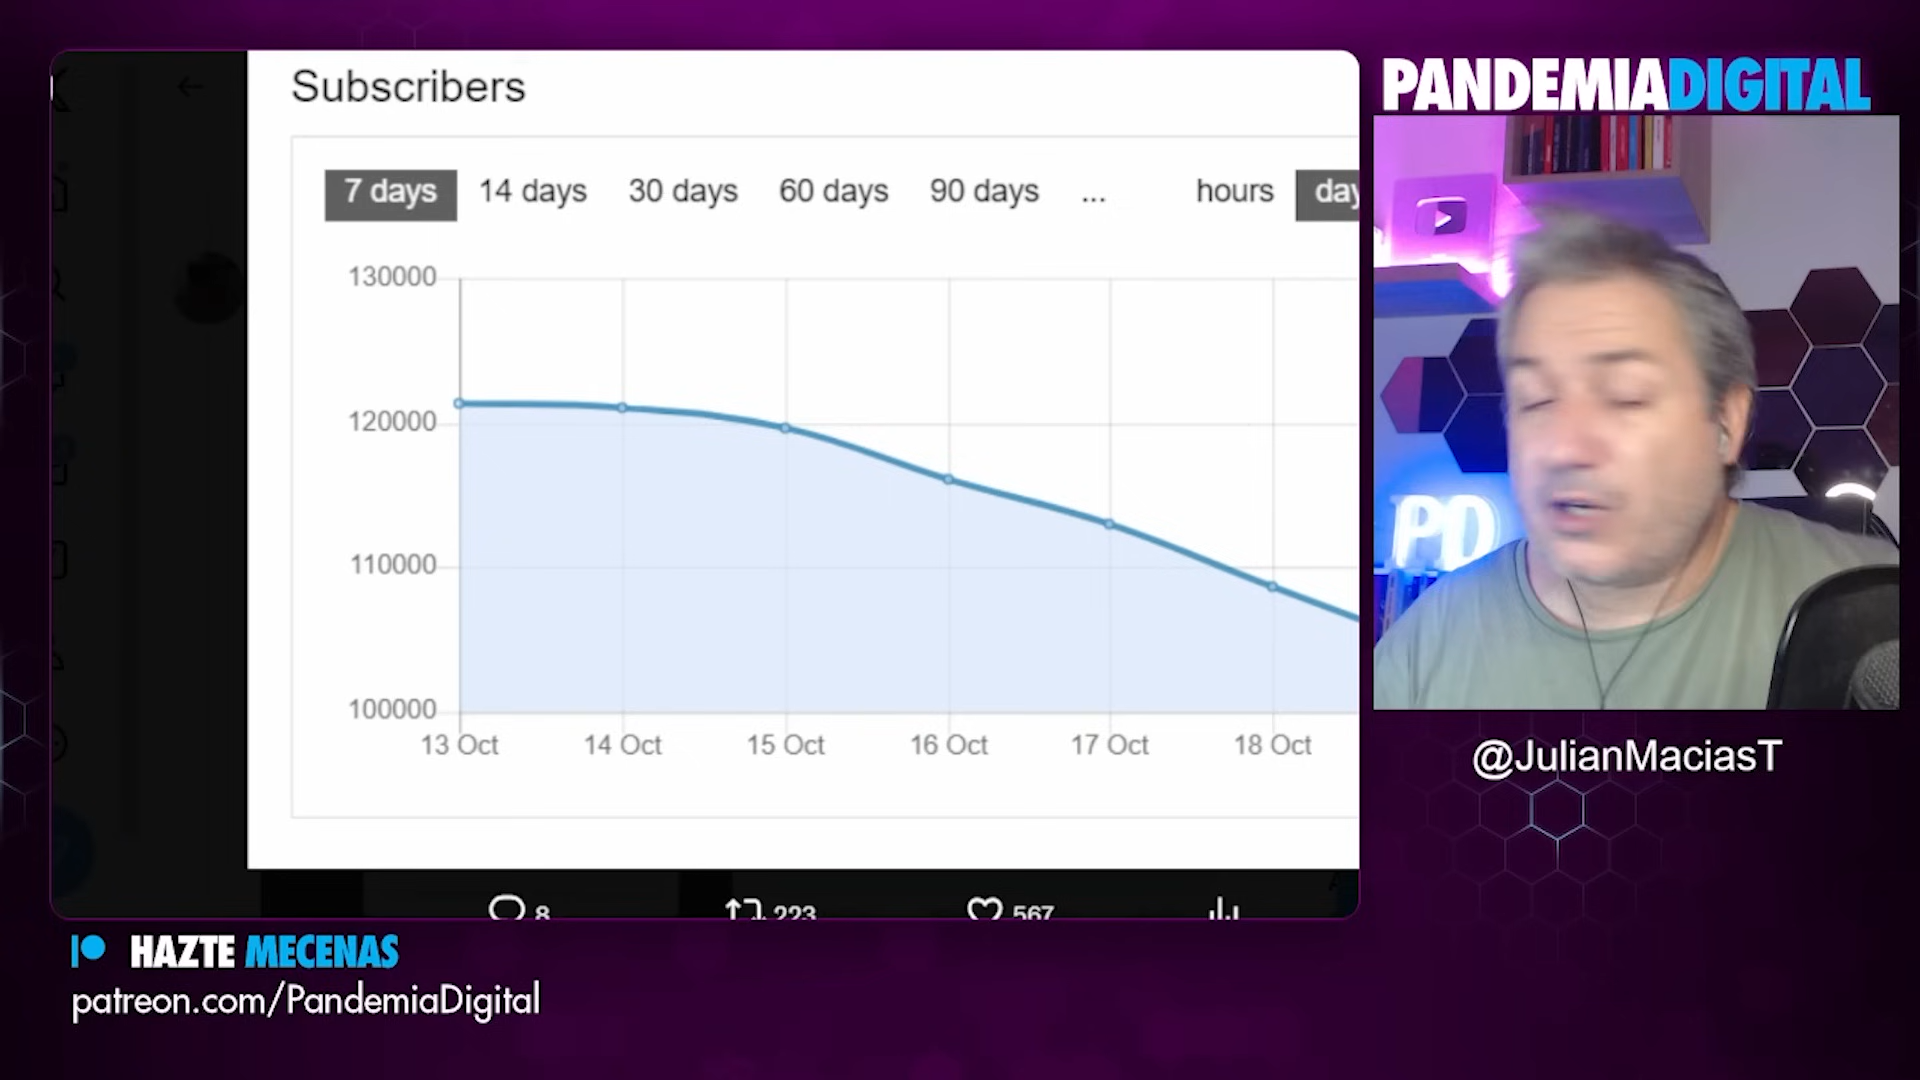 Subscribers
7 days 14 days 30 days 60 days 90 days ... hours day
130000
120000
110000
100000
13 Oct 14 Oct 15 Oct 16 Oct 17 Oct 18 Oct
8 223 567
PANDEMIADIGITAL
PD
@JulianMaciasT
HAZTE MECENAS
patreon.com/PandemiaDigital